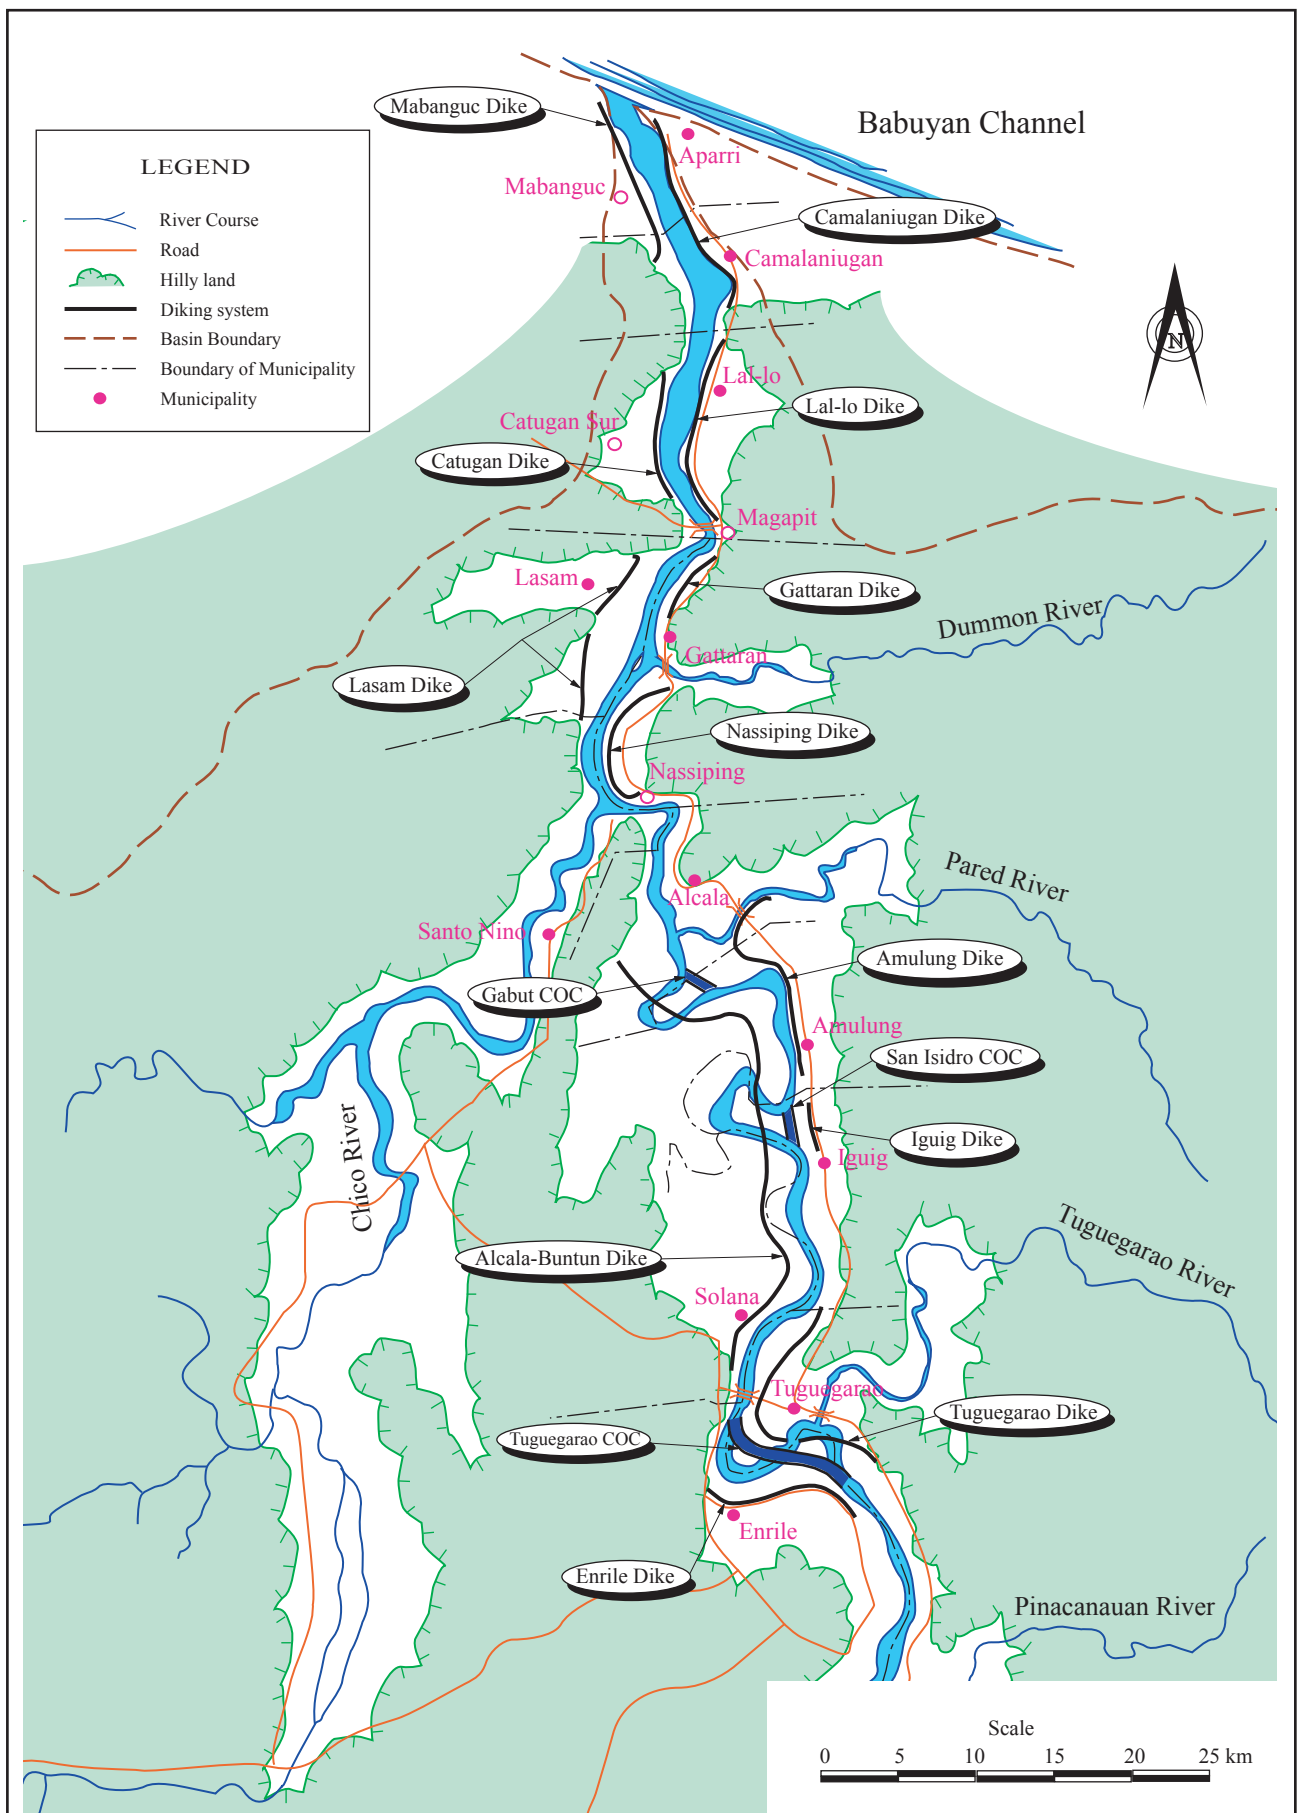 Mabanguc Dike
Babuyan Channel
Aparri
LEGEND
Mabanguc
River Course
Camalaniugan Dike
Road
Camalaniugan
Hilly land
Diking system
Basin Boundary
N
Boundary of Municipality
Lal-lo
Municipality
Lal-lo Dike
Catugan Sur
Catugan Dike
Magapit
Lasam
Gattaran Dike
Dummon River
Gattaran
Lasam Dike
Nassiping Dike
Nassiping
Pared River
Alcala
Santo Nino
Amulung Dike
Gabut COC
Amulung
San Isidro COC
Iguig Dike
Iguig
Chico River
Tuguegarao River
Alcala-Buntun Dike
Solana
Tuguegarao
Tuguegarao Dike
Tuguegarao COC
Enrile
Enrile Dike
Pinacanauan River
Scale
0 5 10 15 20 25 km